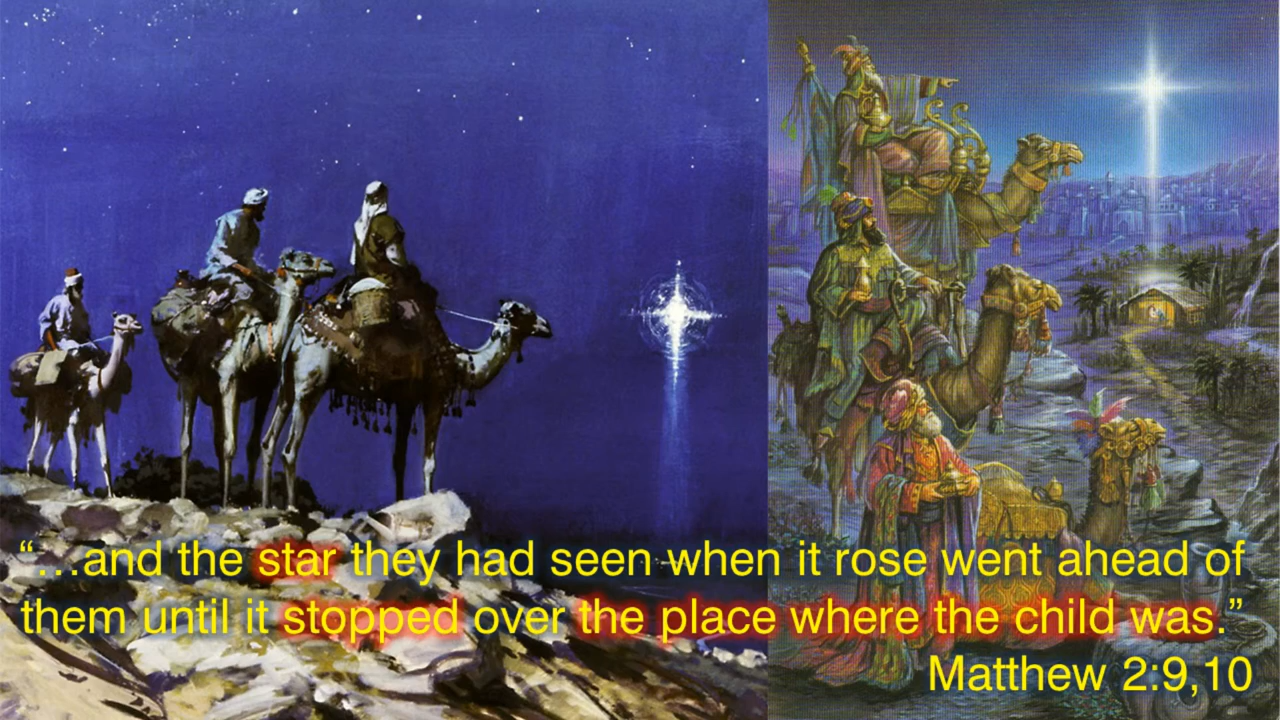 “…and the star they had seen when it rose went ahead of
them until it stopped over the place where the child was.”
Matthew 2:9,10